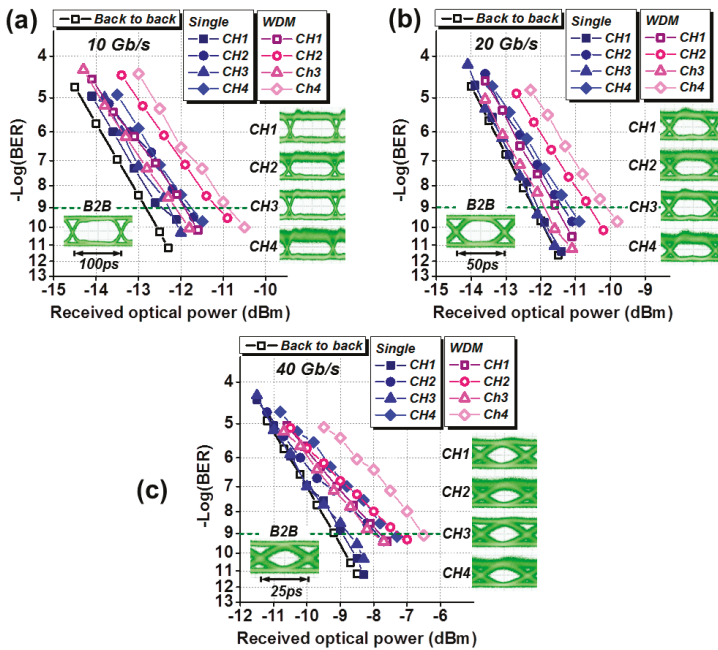 (a)
Back to back
10 Gb/s
Single
CH1
CH2
CH3
CH4
WDM
Ch1
CH2
Ch3
Ch4
-Log(BER)
4
5
6
7
8
9
10
11
12
13
B2B
100ps
CH1
CH2
CH3
CH4
-15
-14
-13
-12
-11
-10
Received optical power (dBm)
(b)
Back to back
20 Gb/s
Single
CH1
CH2
CH3
CH4
WDM
CH1
CH2
Ch3
Ch4
-Log(BER)
4
5
6
7
8
9
10
11
12
13
B2B
50ps
CH1
CH2
CH3
CH4
-15
-14
-13
-12
-11
-10
-9
Received optical power (dBm)
(c)
Back to back
40 Gb/s
Single
CH1
CH2
CH3
CH4
WDM
CH1
CH2
Ch3
Ch4
-Log(BER)
4
5
6
7
8
9
10
11
12
13
B2B
25ps
CH1
CH2
CH3
CH4
-12
-11
-10
-9
-8
-7
-6
Received optical power (dBm)